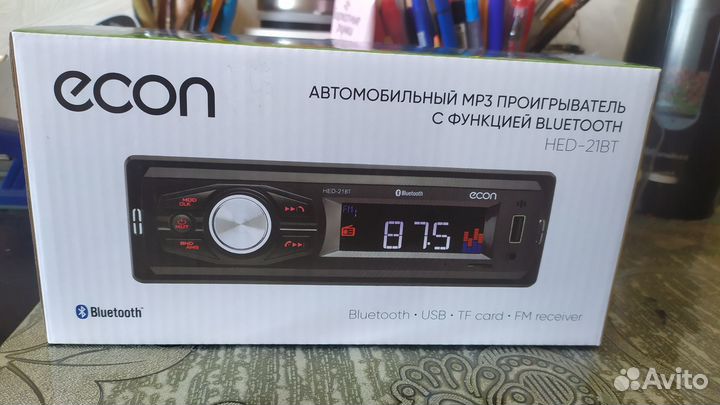 econ
АВТОМОБИЛЬНЫЙ MP3 ПРОИГРЫВАТЕЛЬ
С ФУНКЦИЕЙ BLUETOOTH
HED-21BT
HED-21BT
Bluetooth
econ
MOD
CLK
MUT
BND
AMS
FM
87.5
Bluetooth
Bluetooth · USB · TF card · FM receiver
Avito